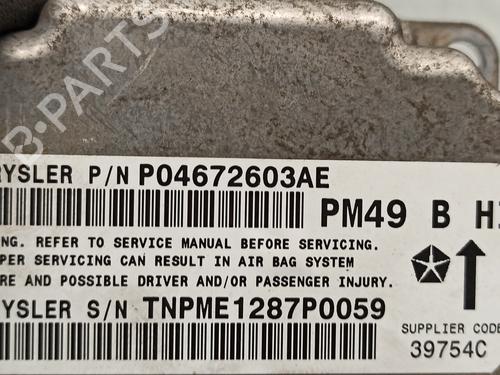 B-PARTS
RYSLER P/N P04672603AE
PM49 B HI
NG. REFER TO SERVICE MANUAL BEFORE SERVICING.
PER SERVICING CAN RESULT IN AIR BAG SYSTEM
RE AND POSSIBLE DRIVER AND/OR PASSENGER INJURY.
RYSLER S/N TNPME1287P0059
SUPPLIER CODE
39754C